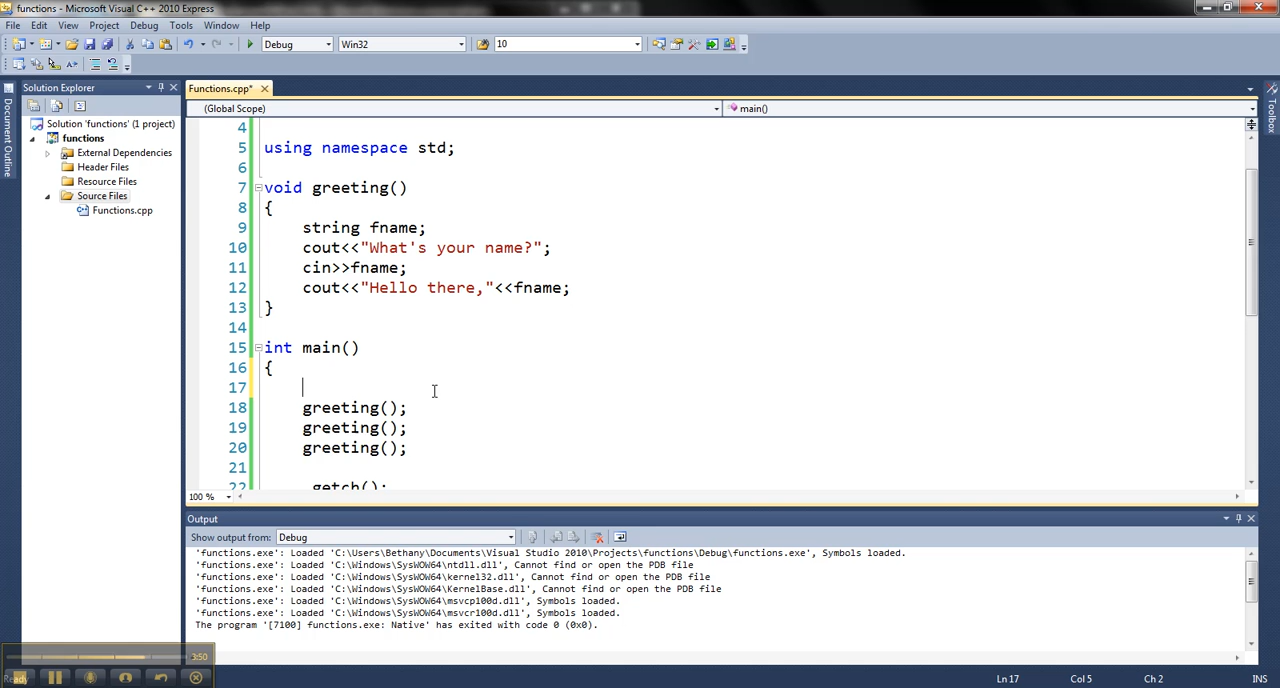 functions - Microsoft Visual C++ 2010 Express
File Edit View Project Debug Tools Window Help
Debug Win32 10
Solution Explorer
Functions.cpp*
Document Outline
Toolbox
(Global Scope) main()
Solution 'functions' (1 project)
functions
External Dependencies
Header Files
Resource Files
Source Files
Functions.cpp
4
5 using namespace std;
6
7 void greeting()
8 {
9 string fname;
10 cout<<"What's your name?";
11 cin>>fname;
12 cout<<"Hello there,"<<fname;
13 }
14
15 int main()
16 {
17
18 greeting();
19 greeting();
20 greeting();
21
22 _getch();
100 %
Output
Show output from: Debug
'functions.exe': Loaded 'C:\Users\Bethany\Documents\Visual Studio 2010\Projects\functions\Debug\functions.exe', Symbols loaded.
'functions.exe': Loaded 'C:\Windows\SysWOW64\ntdll.dll', Cannot find or open the PDB file
'functions.exe': Loaded 'C:\Windows\SysWOW64\kernel32.dll', Cannot find or open the PDB file
'functions.exe': Loaded 'C:\Windows\SysWOW64\KernelBase.dll', Cannot find or open the PDB file
'functions.exe': Loaded 'C:\Windows\SysWOW64\msvcp100d.dll', Symbols loaded.
'functions.exe': Loaded 'C:\Windows\SysWOW64\msvcr100d.dll', Symbols loaded.
The program '[7100] functions.exe: Native' has exited with code 0 (0x0).
3:50
Ready Ln 17 Col 5 Ch 2 INS